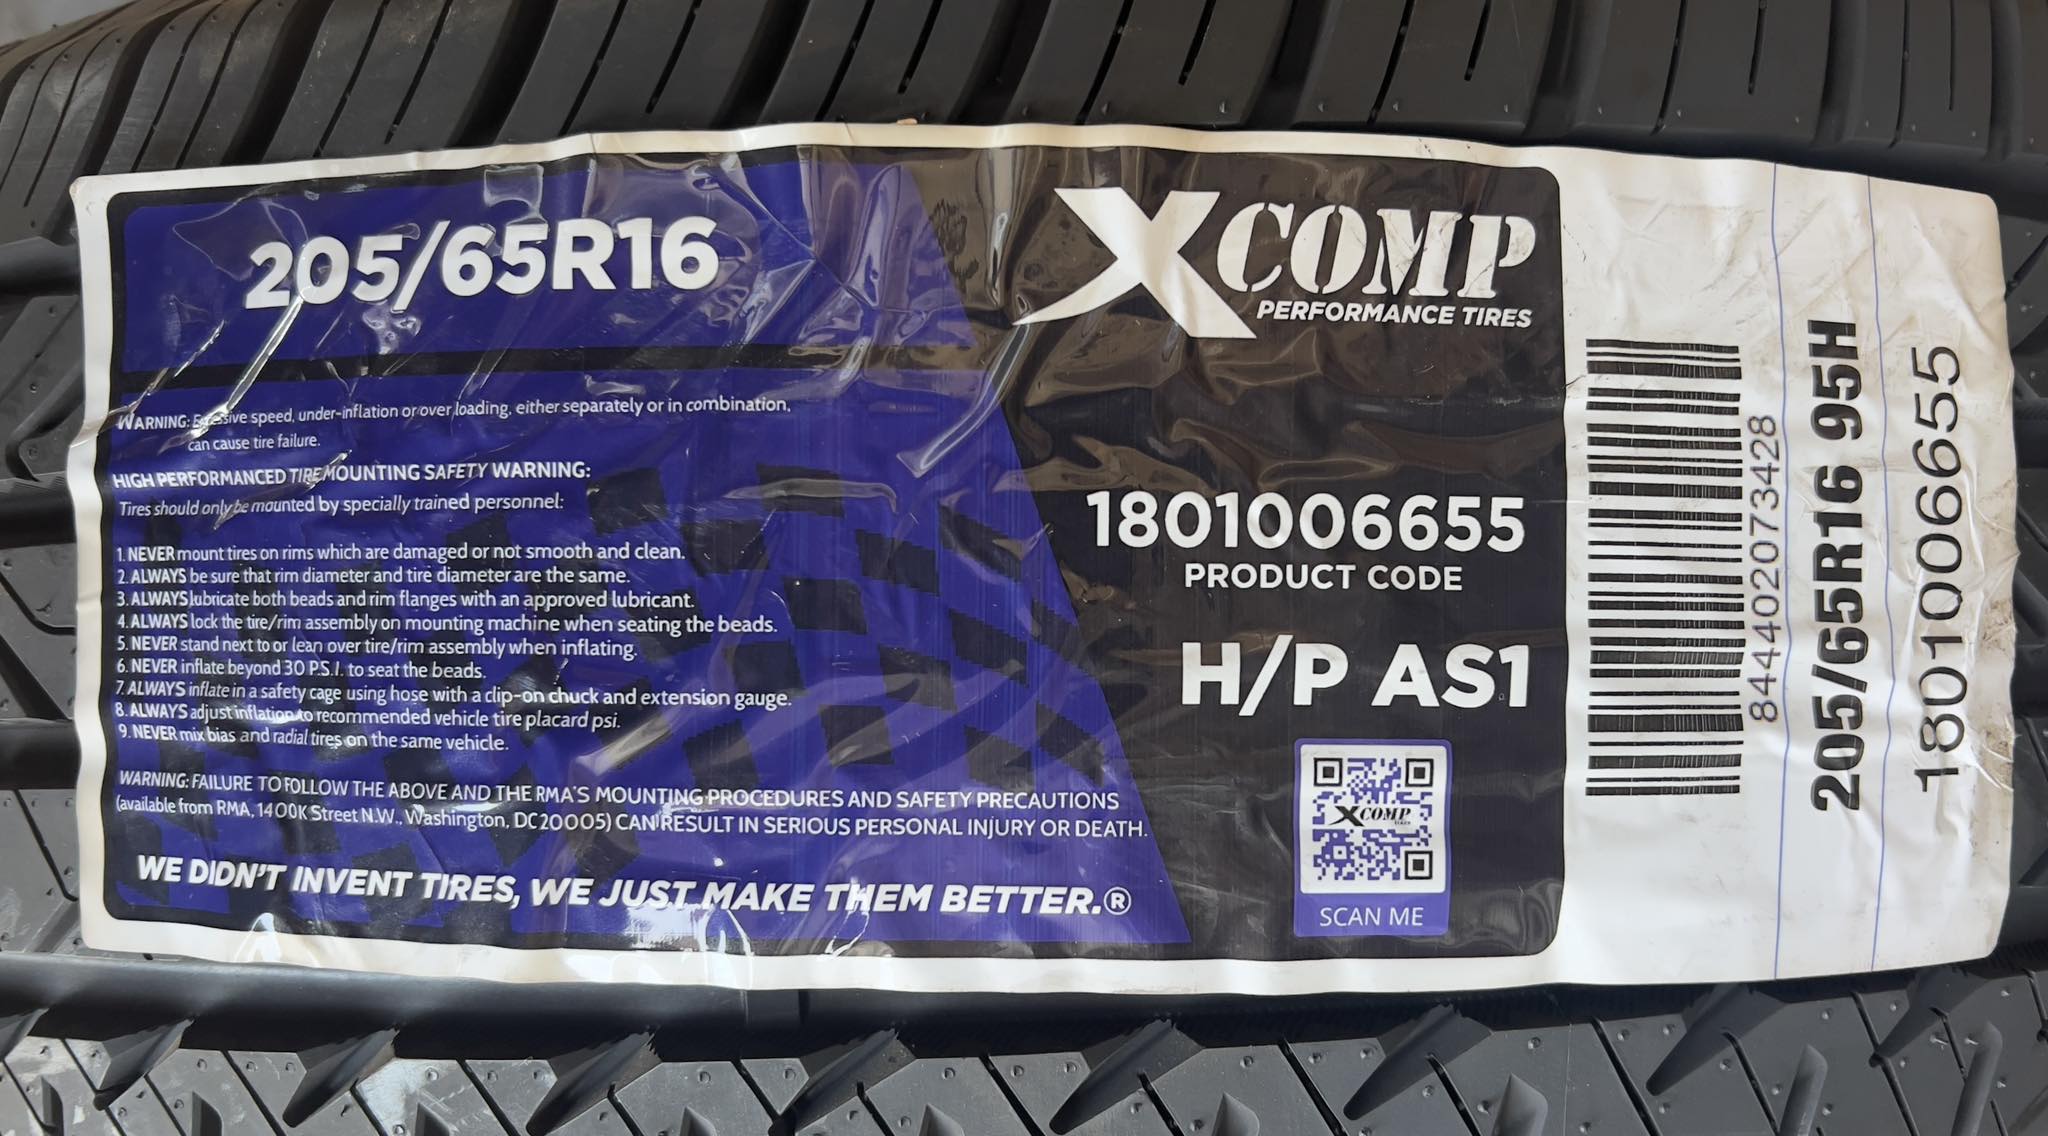 205/65R16
XCOMP
PERFORMANCE TIRES
WARNING: Excessive speed, under-inflation or over loading, either separately or in combination,
can cause tire failure.
HIGH PERFORMANCED TIRE MOUNTING SAFETY WARNING:
Tires should only be mounted by specially trained personnel:
1. NEVER mount tires on rims which are damaged or not smooth and clean.
2. ALWAYS be sure that rim diameter and tire diameter are the same.
3. ALWAYS lubricate both beads and rim flanges with an approved lubricant.
4. ALWAYS lock the tire/rim assembly on mounting machine when seating the beads.
5. NEVER stand next to or lean over tire/rim assembly when inflating.
6. NEVER inflate beyond 30 P.S.I. to seat the beads.
7. ALWAYS inflate in a safety cage using hose with a clip-on chuck and extension gauge.
8. ALWAYS adjust inflation to recommended vehicle tire placard psi.
9. NEVER mix bias and radial tires on the same vehicle.
WARNING: FAILURE TO FOLLOW THE ABOVE AND THE RMA'S MOUNTING PROCEDURES AND SAFETY PRECAUTIONS
(available from RMA, 1400K Street N.W., Washington, DC 20005) CAN RESULT IN SERIOUS PERSONAL INJURY OR DEATH.
WE DIDN'T INVENT TIRES, WE JUST MAKE THEM BETTER.®
1801006655
PRODUCT CODE
H/P AS1
XCOMP
SCAN ME
844402073428
205/65R16 95H
1801006655